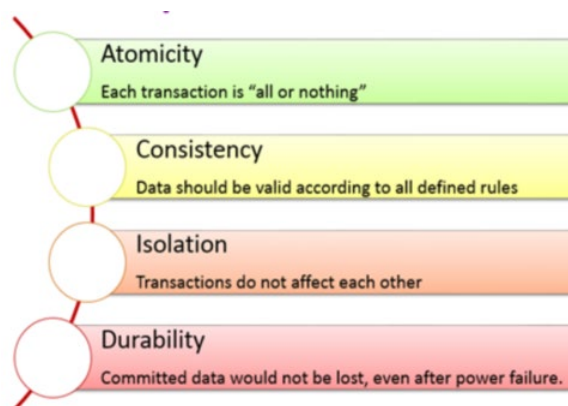 Atomicity
Each transaction is “all or nothing”
Consistency
Data should be valid according to all defined rules
Isolation
Transactions do not affect each other
Durability
Committed data would not be lost, even after power failure.